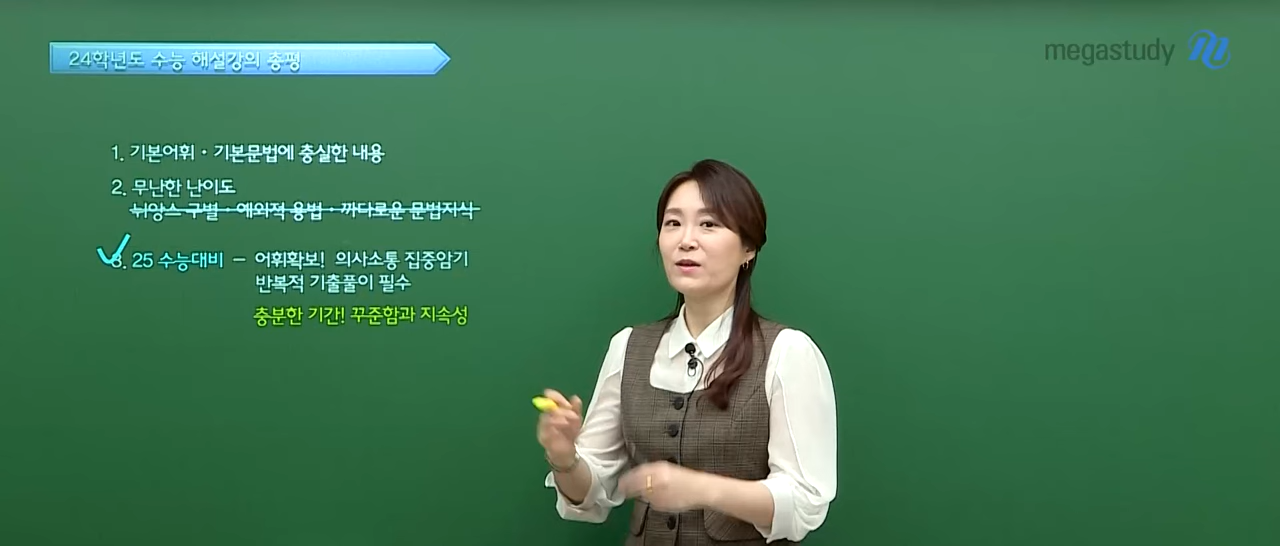 24학년도 수능 해설강의 총평
megastudy
1. 기본어휘・기본문법에 충실한 내용
2. 무난한 난이도
뉘앙스 구별・예외적 용법・까다로운 문법지식
3. 25 수능대비 – 어휘확보! 의사소통 집중암기
반복적 기출풀이 필수
충분한 기간! 꾸준함과 지속성